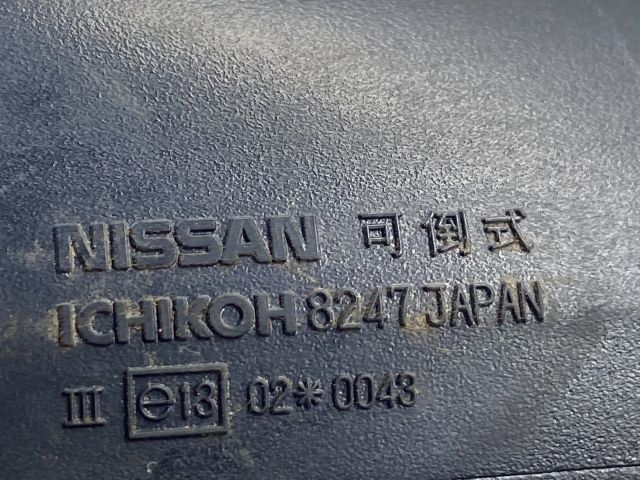 NISSAN 可倒式
ICHIKOH 8247 JAPAN
III e13 02*0043